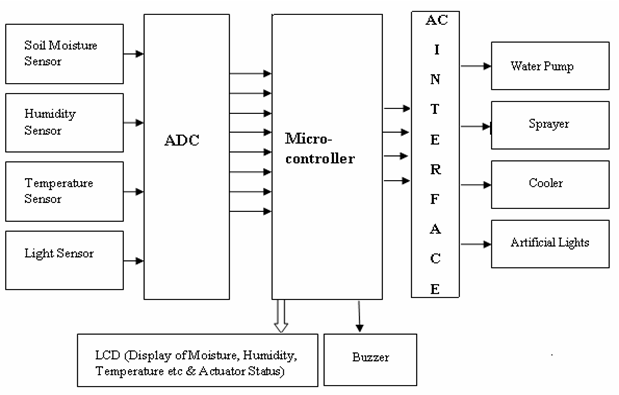 Soil Moisture
Sensor
Humidity
Sensor
Temperature
Sensor
Light Sensor
ADC
Micro-
controller
AC
I
N
T
E
R
F
A
C
E
Water Pump
Sprayer
Cooler
Artificial Lights
LCD (Display of Moisture, Humidity,
Temperature etc & Actuator Status)
Buzzer